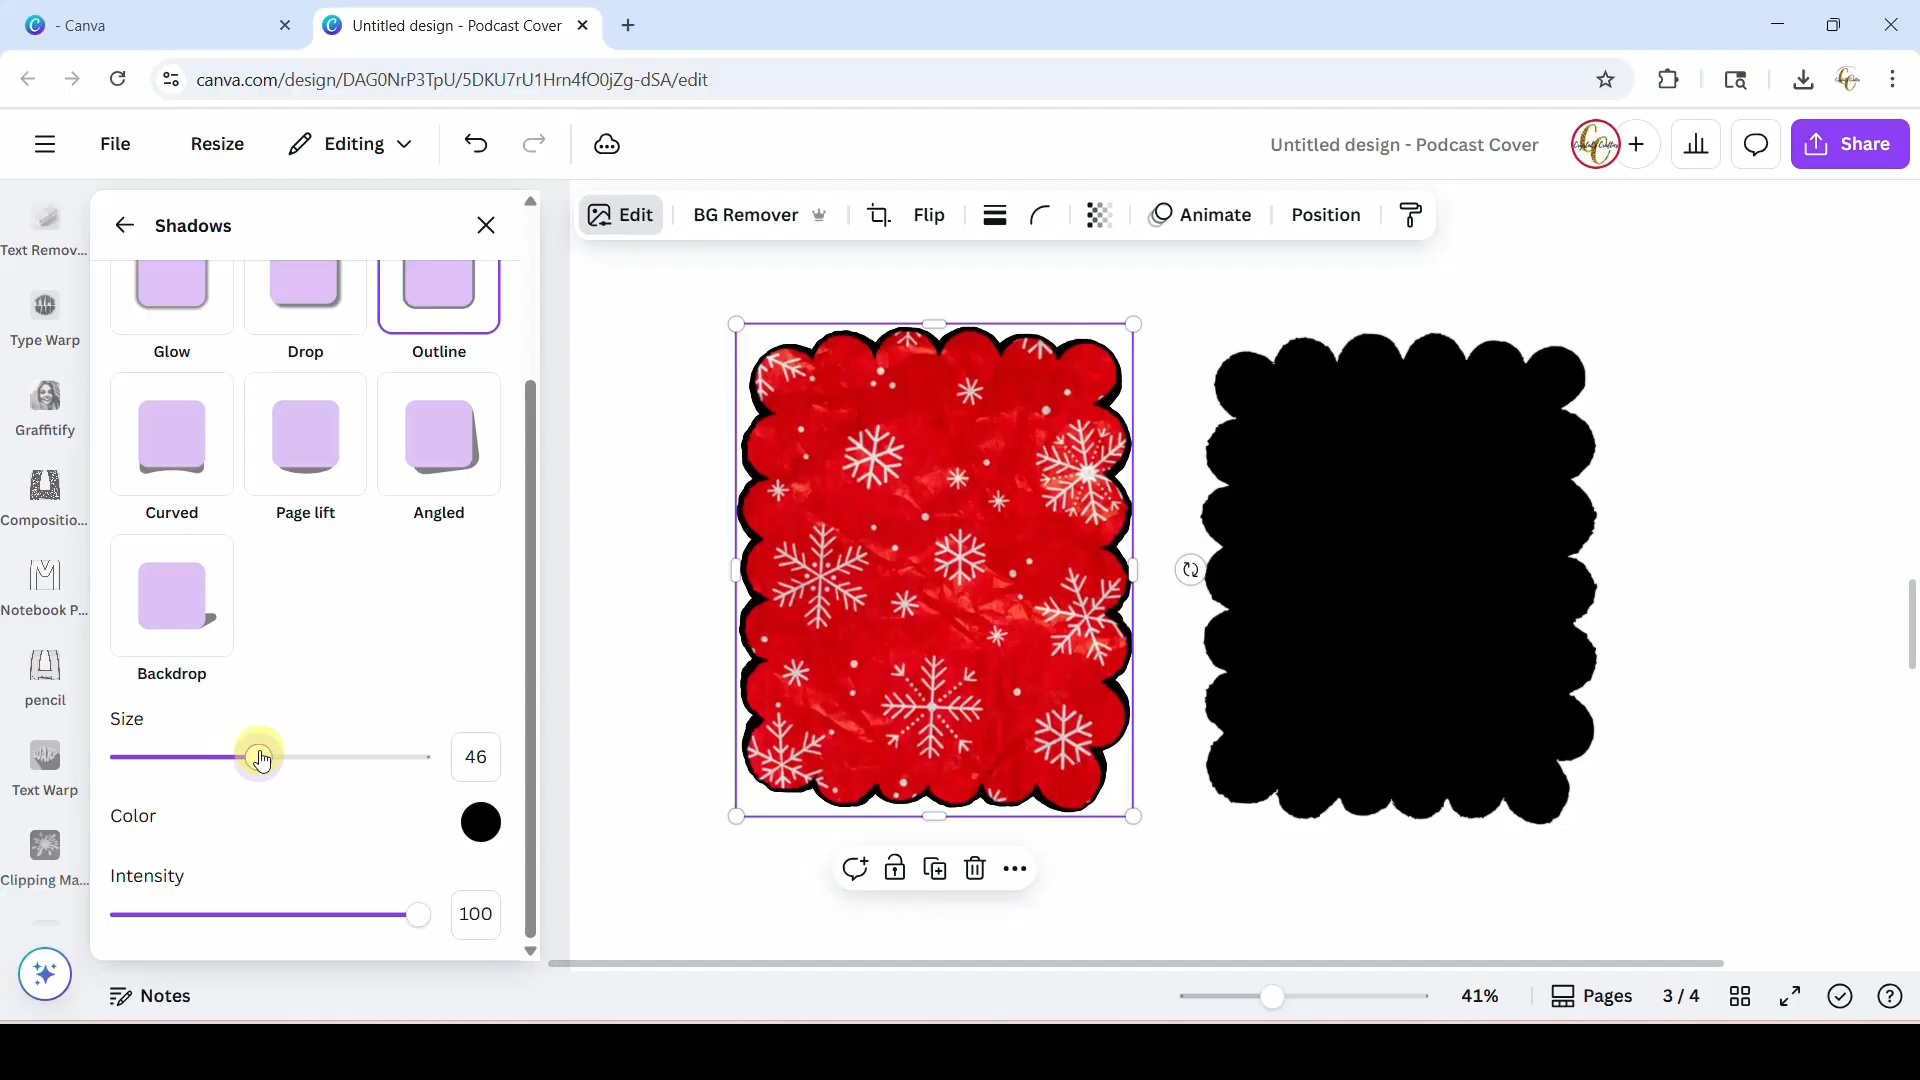 - Canva
Untitled design - Podcast Cover
canva.com/design/DAG0NrP3TpU/5DKU7rU1Hrn4fO0jZg-dSA/edit
File
Resize
Editing
Untitled design - Podcast Cover
Share
Text Remov...
Type Warp
Graffitify
Compositio...
Notebook P...
pencil
Text Warp
Clipping Ma...
Shadows
Glow
Drop
Outline
Curved
Page lift
Angled
Backdrop
Size
46
Color
Intensity
100
Edit
BG Remover
Flip
Animate
Position
Notes
41%
Pages
3 / 4